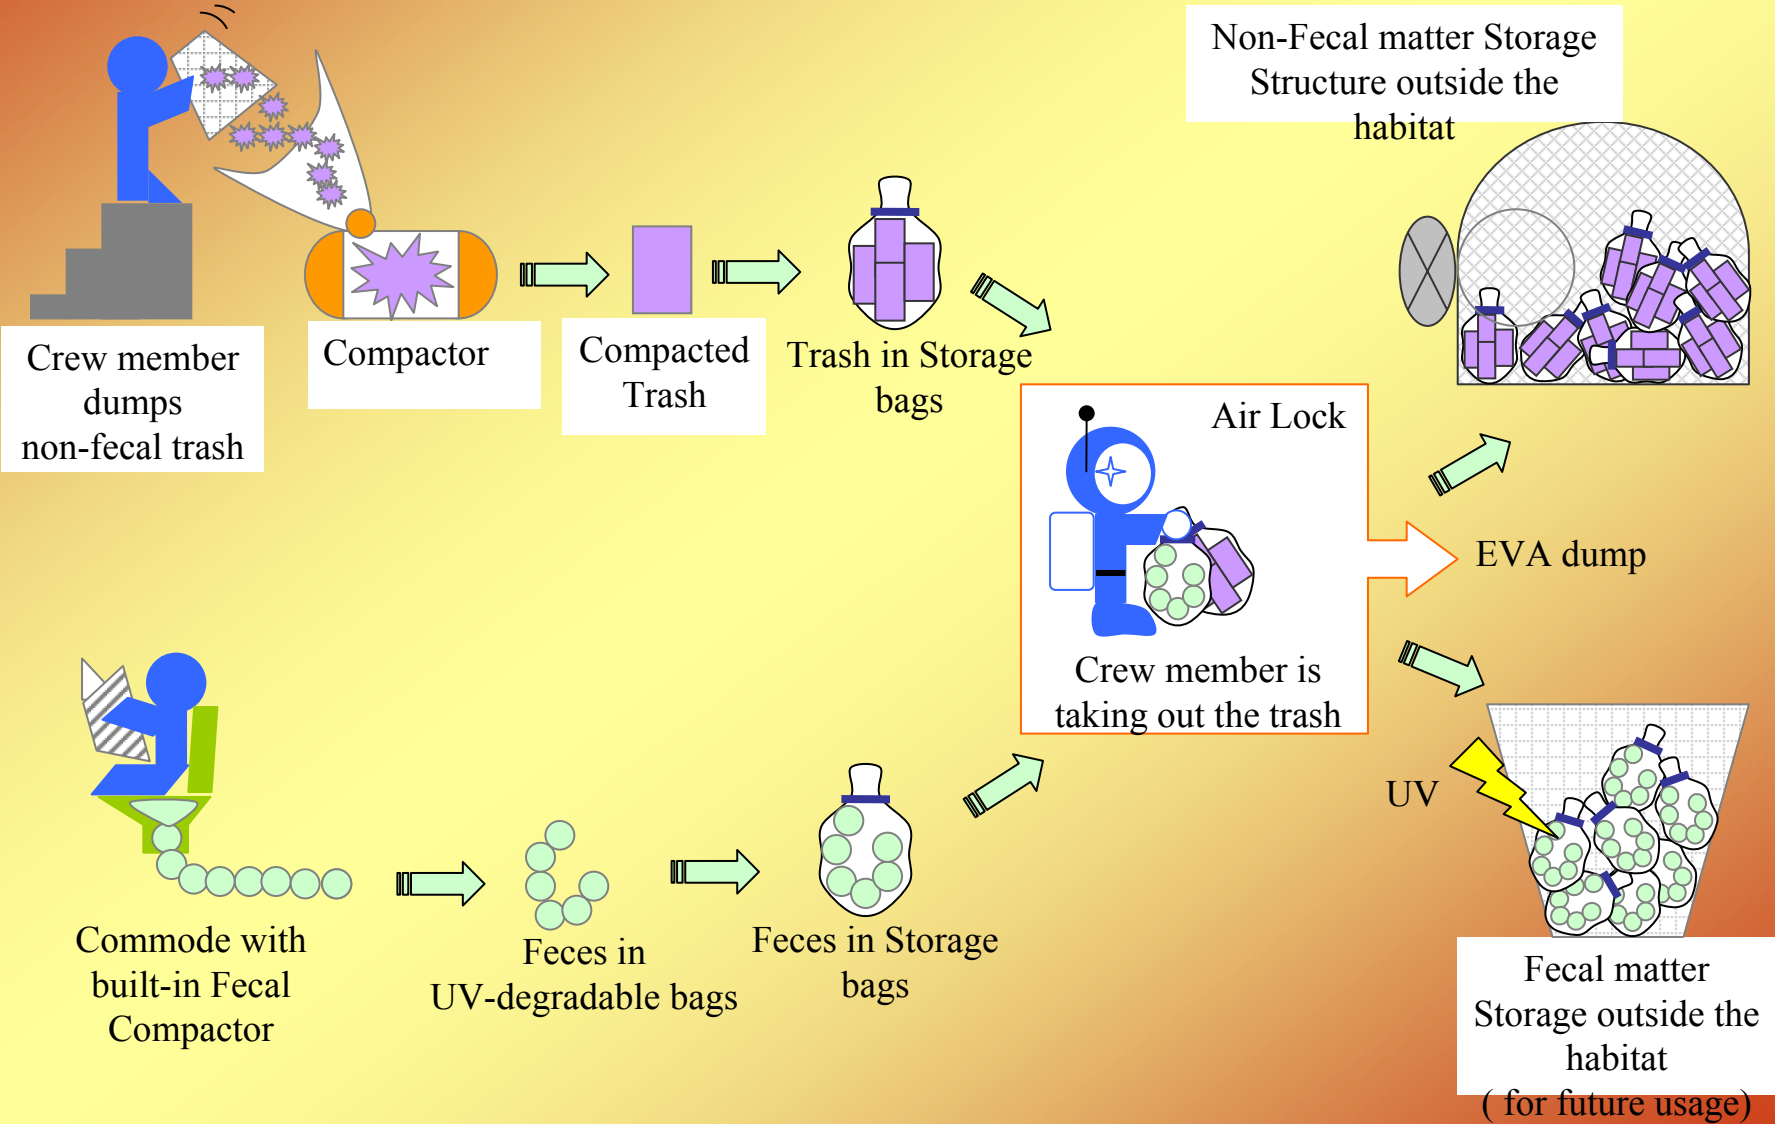 Non-Fecal matter Storage
Structure outside the
habitat
Crew member
dumps
non-fecal trash
Compactor
Compacted
Trash
Trash in Storage
bags
Air Lock
Crew member is
taking out the trash
EVA dump
UV
Commode with
built-in Fecal
Compactor
Feces in
UV-degradable bags
Feces in Storage
bags
Fecal matter
Storage outside the
habitat
( for future usage)